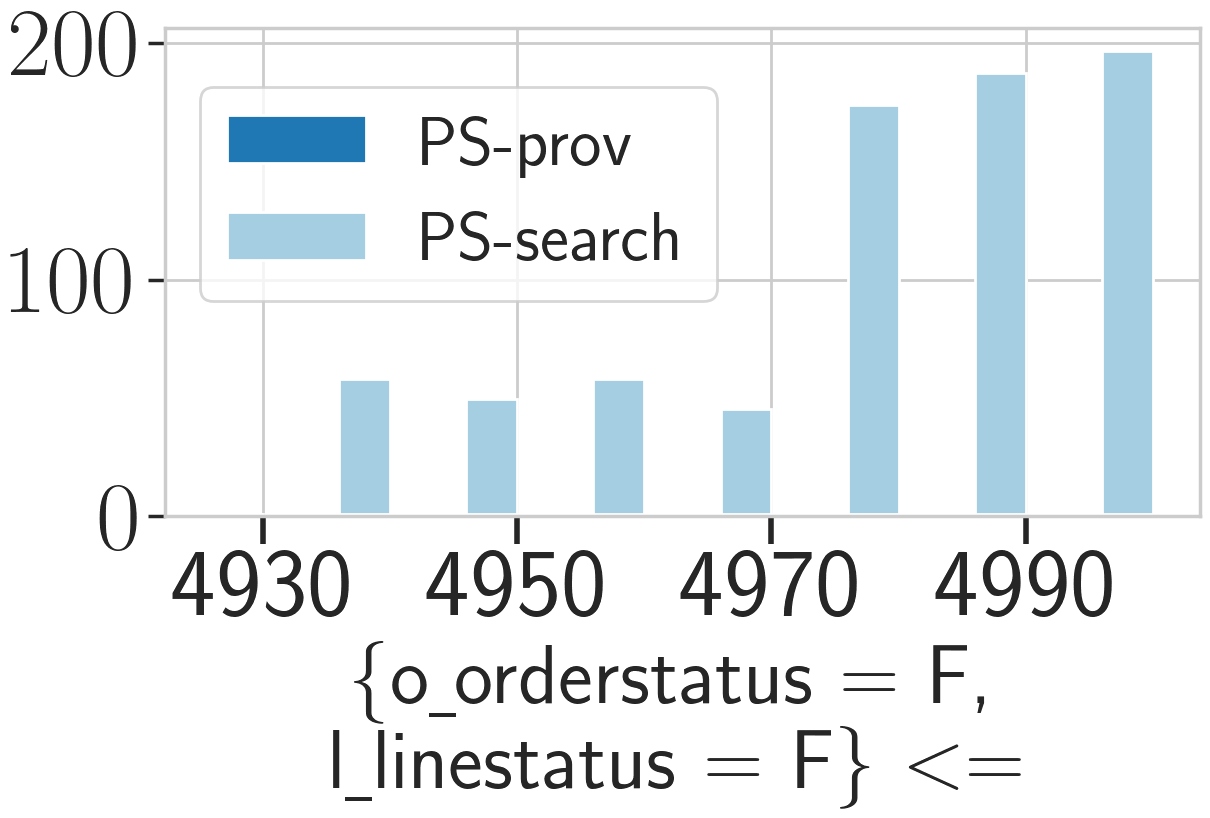 200
100
0
PS-prov
PS-search
4930 4950 4970 4990
{o_orderstatus = F,
l_linestatus = F} <=